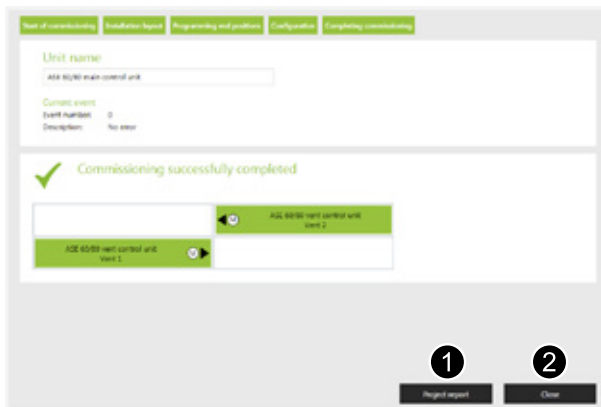 Start of commissioning Installation layout Programming end positions Configuration Completing commissioning
Unit name
ASE 60/80 main control unit
Current event
Event number: 0
Description: No error
Commissioning successfully completed
ASE 60/80 vent control unit
Vent 2
ASE 60/80 vent control unit
Vent 1
1 2
Project report Close